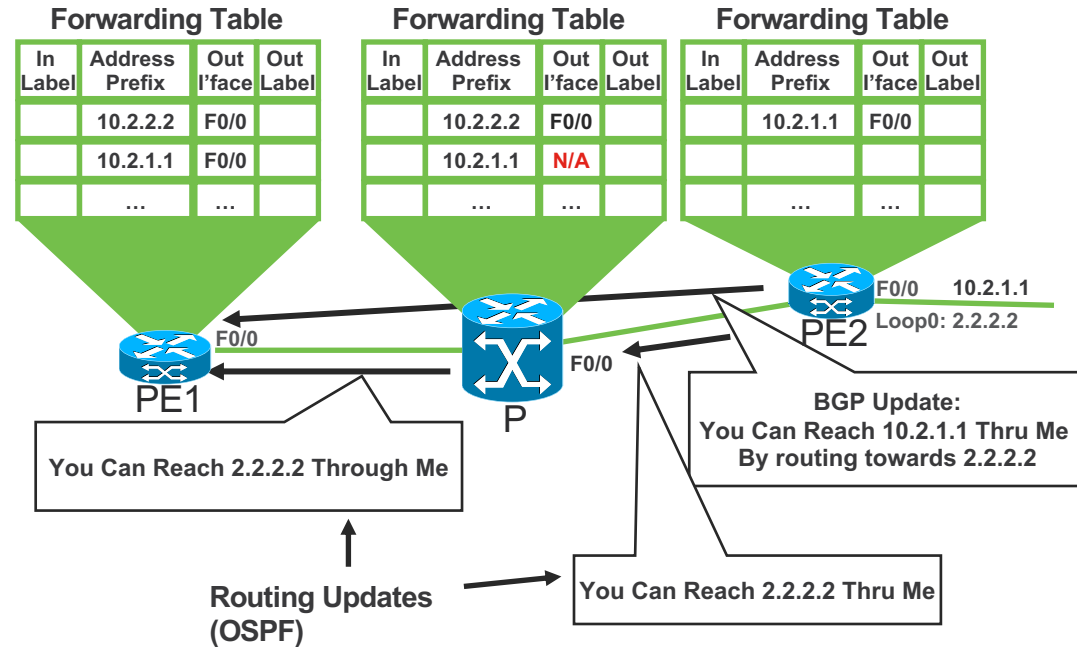 Forwarding Table
In Label
Address Prefix
Out I'face
Out Label
10.2.2.2 F0/0
10.2.1.1 F0/0
... ...
Forwarding Table
In Label
Address Prefix
Out I'face
Out Label
10.2.2.2 F0/0
10.2.1.1 N/A
... ...
Forwarding Table
In Label
Address Prefix
Out I'face
Out Label
10.2.1.1 F0/0
... ...
F0/0 10.2.1.1
Loop0: 2.2.2.2
PE2
F0/0
PE1
F0/0
P
BGP Update:
You Can Reach 10.2.1.1 Thru Me
By routing towards 2.2.2.2
You Can Reach 2.2.2.2 Through Me
You Can Reach 2.2.2.2 Thru Me
Routing Updates
(OSPF)